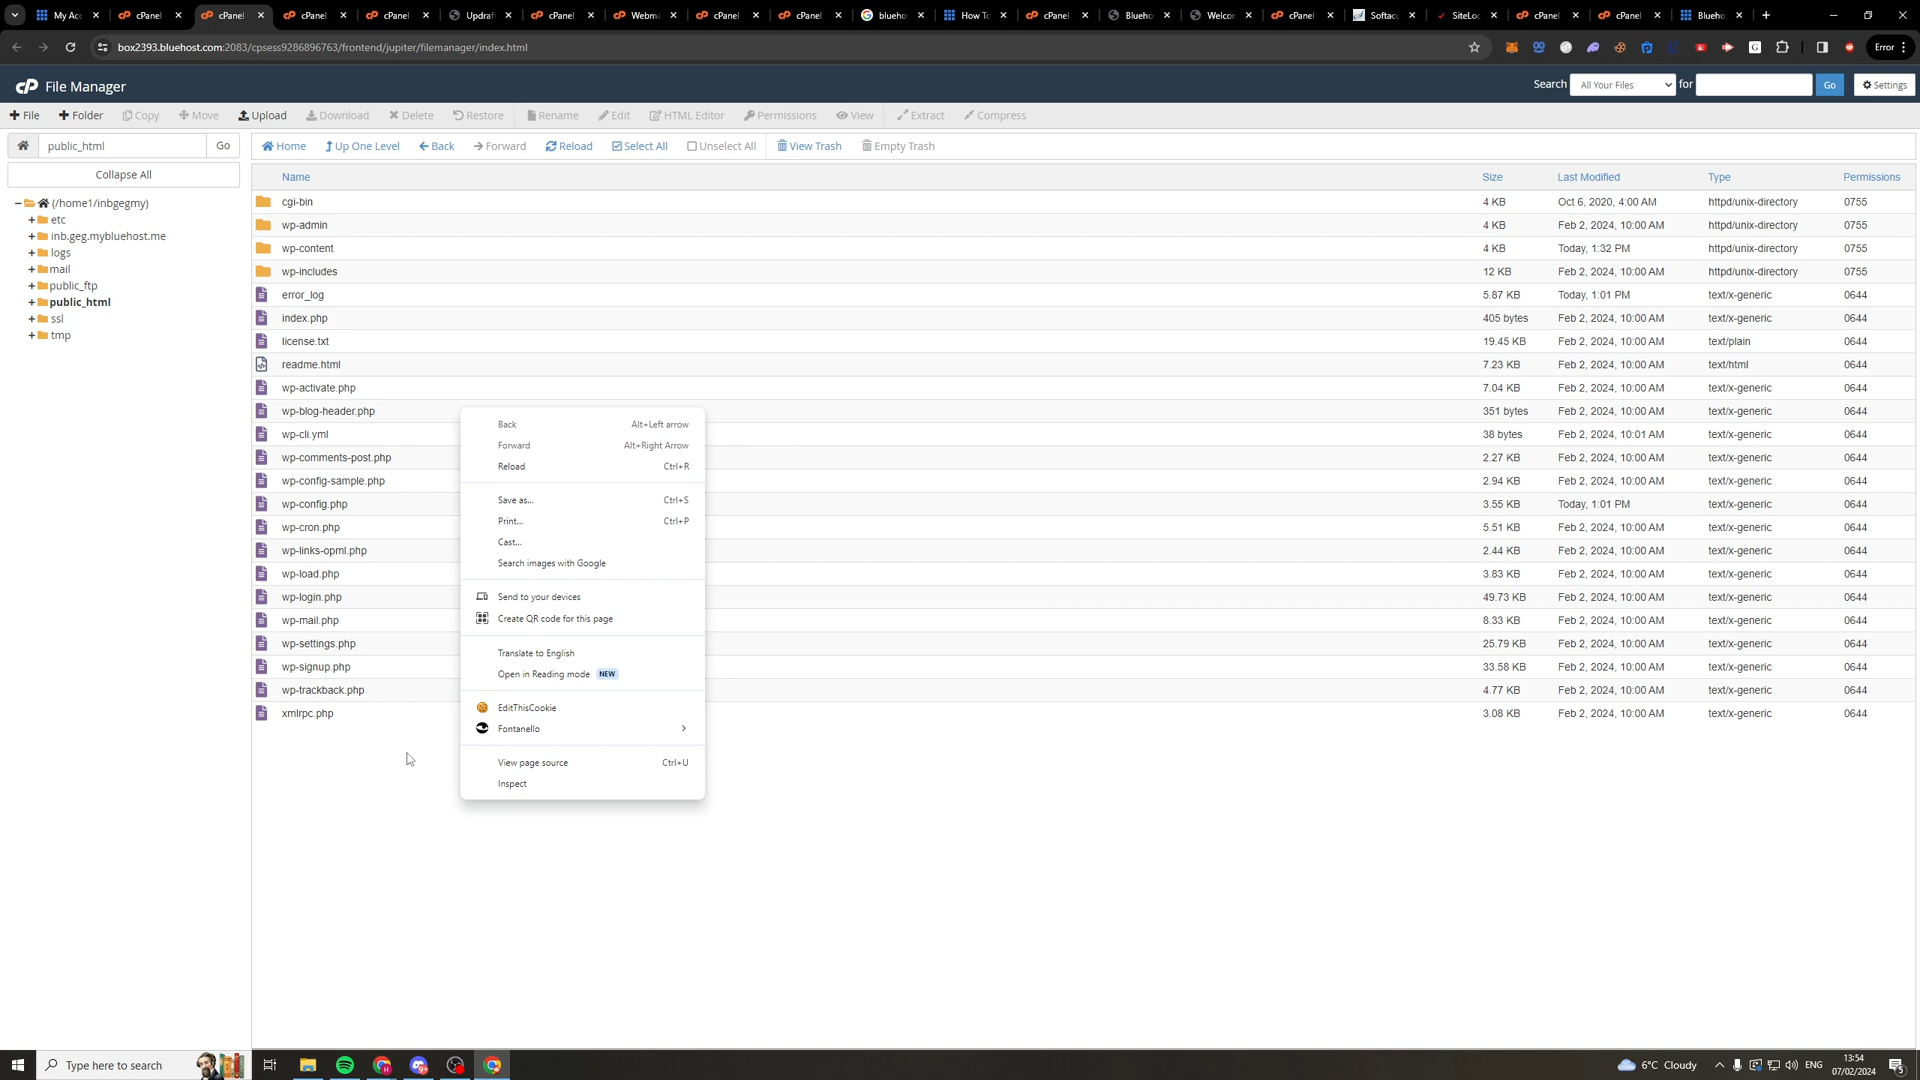 My Acc
cPanel
cPanel
cPanel
cPanel
Updraft
cPanel
Webma
cPanel
cPanel
blueho
How To
cPanel
Blueho
Welcon
cPanel
Softacu
SiteLoc
cPanel
cPanel
Blueho
box2393.bluehost.com:2083/cpsess9286896763/frontend/jupiter/filemanager/index.html
Error
cP File Manager
Search All Your Files for Go Settings
File Folder Copy Move Upload Download Delete Restore Rename Edit HTML Editor Permissions View Extract Compress
public_html Go
Home Up One Level Back Forward Reload Select All Unselect All View Trash Empty Trash
Collapse All
(/home1/inbgegmy)
etc
inb.geg.mybluehost.me
logs
mail
public_ftp
public_html
ssl
tmp
Name Size Last Modified Type Permissions
cgi-bin 4 KB Oct 6, 2020, 4:00 AM httpd/unix-directory 0755
wp-admin 4 KB Feb 2, 2024, 10:00 AM httpd/unix-directory 0755
wp-content 4 KB Today, 1:32 PM httpd/unix-directory 0755
wp-includes 12 KB Feb 2, 2024, 10:00 AM httpd/unix-directory 0755
error_log 5.87 KB Today, 1:01 PM text/x-generic 0644
index.php 405 bytes Feb 2, 2024, 10:00 AM text/x-generic 0644
license.txt 19.45 KB Feb 2, 2024, 10:00 AM text/plain 0644
readme.html 7.23 KB Feb 2, 2024, 10:00 AM text/html 0644
wp-activate.php 7.04 KB Feb 2, 2024, 10:00 AM text/x-generic 0644
wp-blog-header.php 351 bytes Feb 2, 2024, 10:00 AM text/x-generic 0644
wp-cli.yml 38 bytes Feb 2, 2024, 10:01 AM text/x-generic 0644
wp-comments-post.php 2.27 KB Feb 2, 2024, 10:00 AM text/x-generic 0644
wp-config-sample.php 2.94 KB Feb 2, 2024, 10:00 AM text/x-generic 0644
wp-config.php 3.55 KB Today, 1:01 PM text/x-generic 0644
wp-cron.php 5.51 KB Feb 2, 2024, 10:00 AM text/x-generic 0644
wp-links-opml.php 2.44 KB Feb 2, 2024, 10:00 AM text/x-generic 0644
wp-load.php 3.83 KB Feb 2, 2024, 10:00 AM text/x-generic 0644
wp-login.php 49.73 KB Feb 2, 2024, 10:00 AM text/x-generic 0644
wp-mail.php 8.33 KB Feb 2, 2024, 10:00 AM text/x-generic 0644
wp-settings.php 25.79 KB Feb 2, 2024, 10:00 AM text/x-generic 0644
wp-signup.php 33.58 KB Feb 2, 2024, 10:00 AM text/x-generic 0644
wp-trackback.php 4.77 KB Feb 2, 2024, 10:00 AM text/x-generic 0644
xmlrpc.php 3.08 KB Feb 2, 2024, 10:00 AM text/x-generic 0644
Back Alt+Left arrow
Forward Alt+Right Arrow
Reload Ctrl+R
Save as... Ctrl+S
Print... Ctrl+P
Cast...
Search images with Google
Send to your devices
Create QR code for this page
Translate to English
Open in Reading mode NEW
EditThisCookie
Fontanello
View page source Ctrl+U
Inspect
Type here to search
6°C Cloudy
ENG
13:54
07/02/2024
5